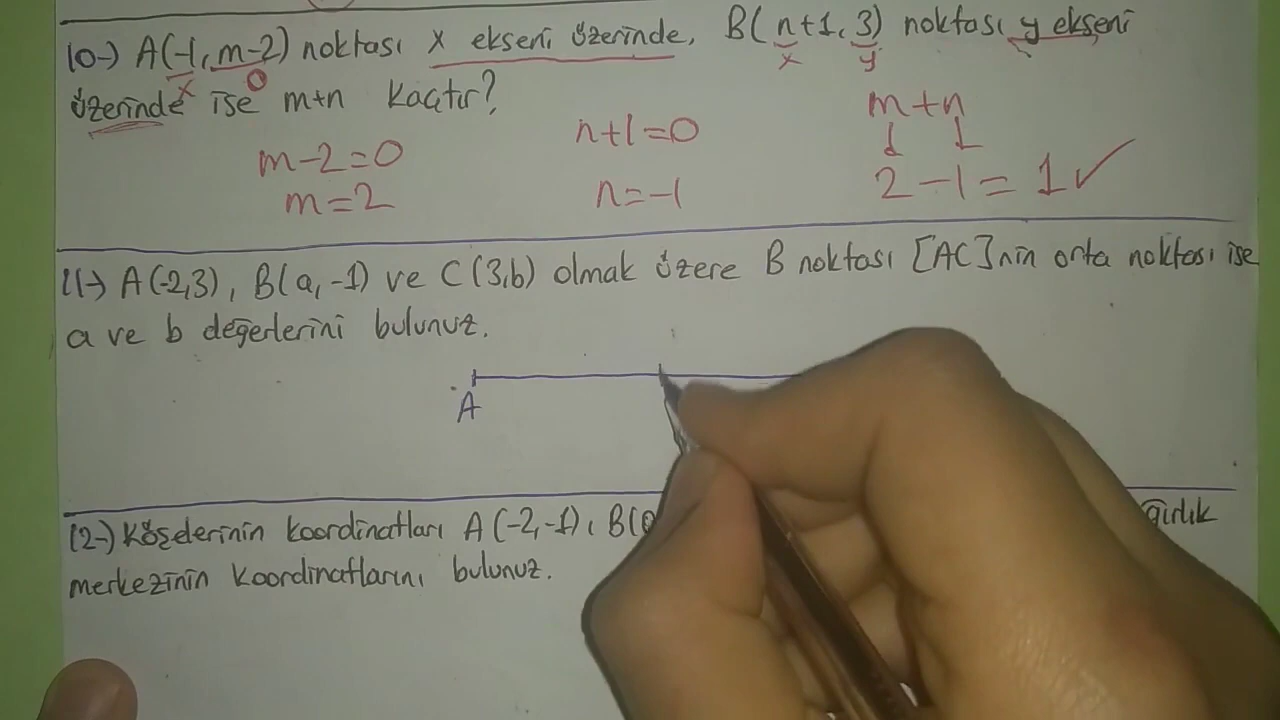 10-) A(-1, m-2) noktası x ekseni üzerinde, B(n+1, 3) noktası y ekseni
x 0 x y
üzerinde ise m+n kaçtır?
m+n
m-2=0 n+1=0
m=2 n=-1 2-1=1✓
11-) A(-2,3), B(a,-1) ve C(3,b) olmak üzere B noktası [AC]nin orta noktası ise
a ve b değerlerini bulunuz.
A
12-) Köşelerinin koordinatları A(-2,-1), B(
merkezinin koordinatlarını bulunuz.